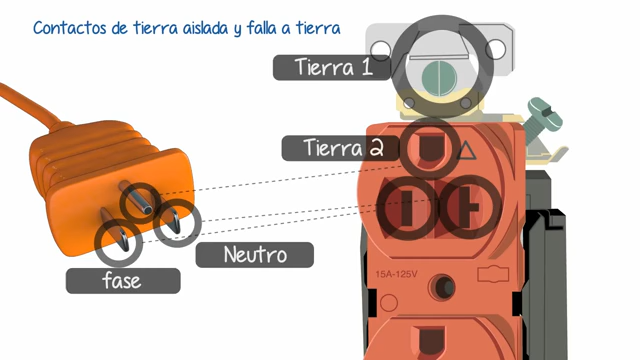 Contactos de tierra aislada y falla a tierra
Tierra 1
Tierra 2
Neutro
fase
15A-125V